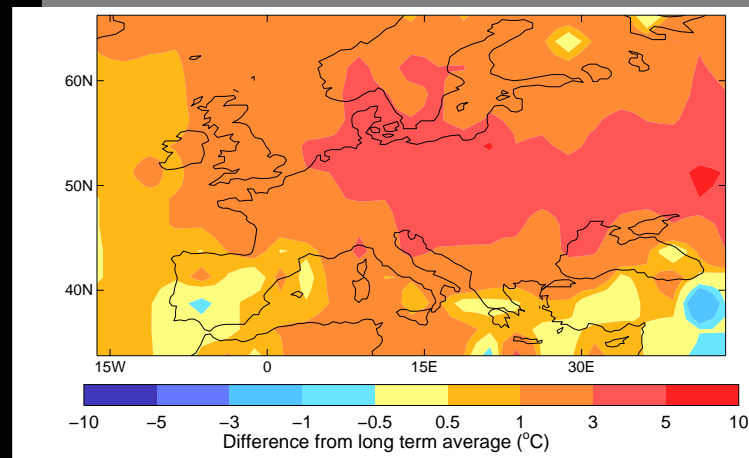 60N
50N
40N
15W 0 15E 30E
−10 −5 −3 −1 −0.5 0.5 1 3 5 10
Difference from long term average (°C)